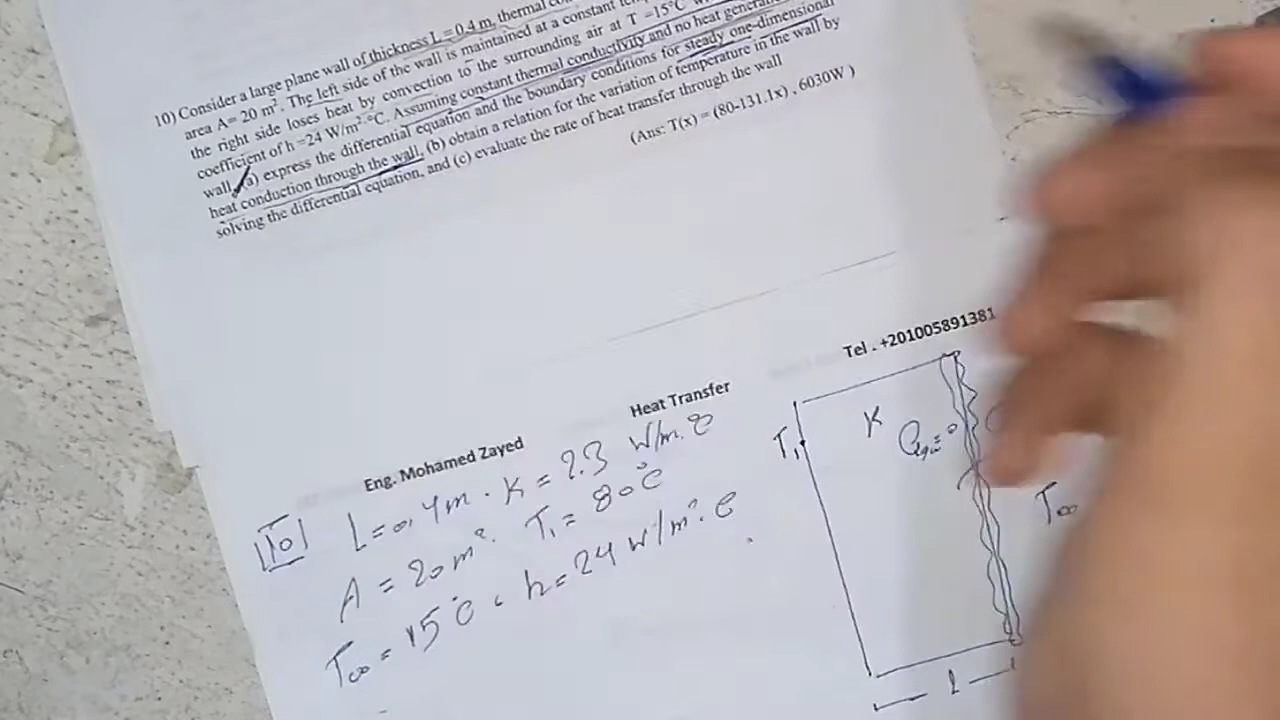 10) Consider a large plane wall of thickness L = 0.4 m, thermal
area A= 20 m². The left side of the wall is maintained at a constant
the right side loses heat by convection to the surrounding air at T =15°C
coefficient of h =24 W/m².°C. Assuming constant thermal conductivity and no heat
wall, (a) express the differential equation and the boundary conditions for steady one-dimensional
heat conduction through the wall, (b) obtain a relation for the variation of temperature in the wall by
solving the differential equation, and (c) evaluate the rate of heat transfer through the wall
(Ans: T(x) = (80-131.1x) , 6030W )
Tel . +201005891381
Heat Transfer
Eng. Mohamed Zayed
10 L = 0.4m . K = 2.3 W/m.°C
A = 20 m². T₁ = 80°C
T∞ = 15°C , h = 24 W/m².°C
T₁
K
T∞
L